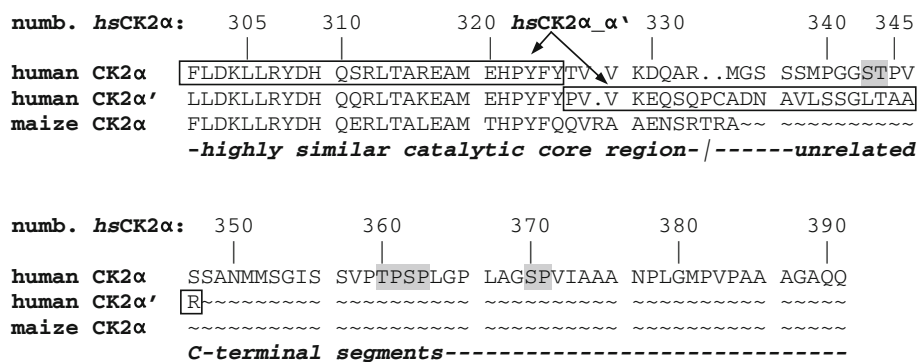 numb. hsCK2α: 305 310 320 hsCK2α_α‘ 330 340 345
human CK2α FLDKLLRYDH QSRLTAREAM EHPYFYTV.V KDQAR..MGS SSMPGGSTPV
human CK2α′ LLDKLLRYDH QQRLTAKEAM EHPYFYPV.V KEQSQPCADN AVLSSGLTAA
maize CK2α FLDKLLRYDH QERLTALEAM THPYFQQVRA AENSRTRA~~ ~~~~~~~~~~
-highly similar catalytic core region-/------unrelated
numb. hsCK2α: 350 360 370 380 390
human CK2α SSANMMSGIS SVPTPSPLGP LAGSPVIAAA NPLGMPVPAA AGAQQ
human CK2α′ R~~~~~~~~~ ~~~~~~~~~~ ~~~~~~~~~~ ~~~~~~~~~~ ~~~~~
maize CK2α ~~~~~~~~~~ ~~~~~~~~~~ ~~~~~~~~~~ ~~~~~~~~~~ ~~~~~
C-terminal segments---------------------------